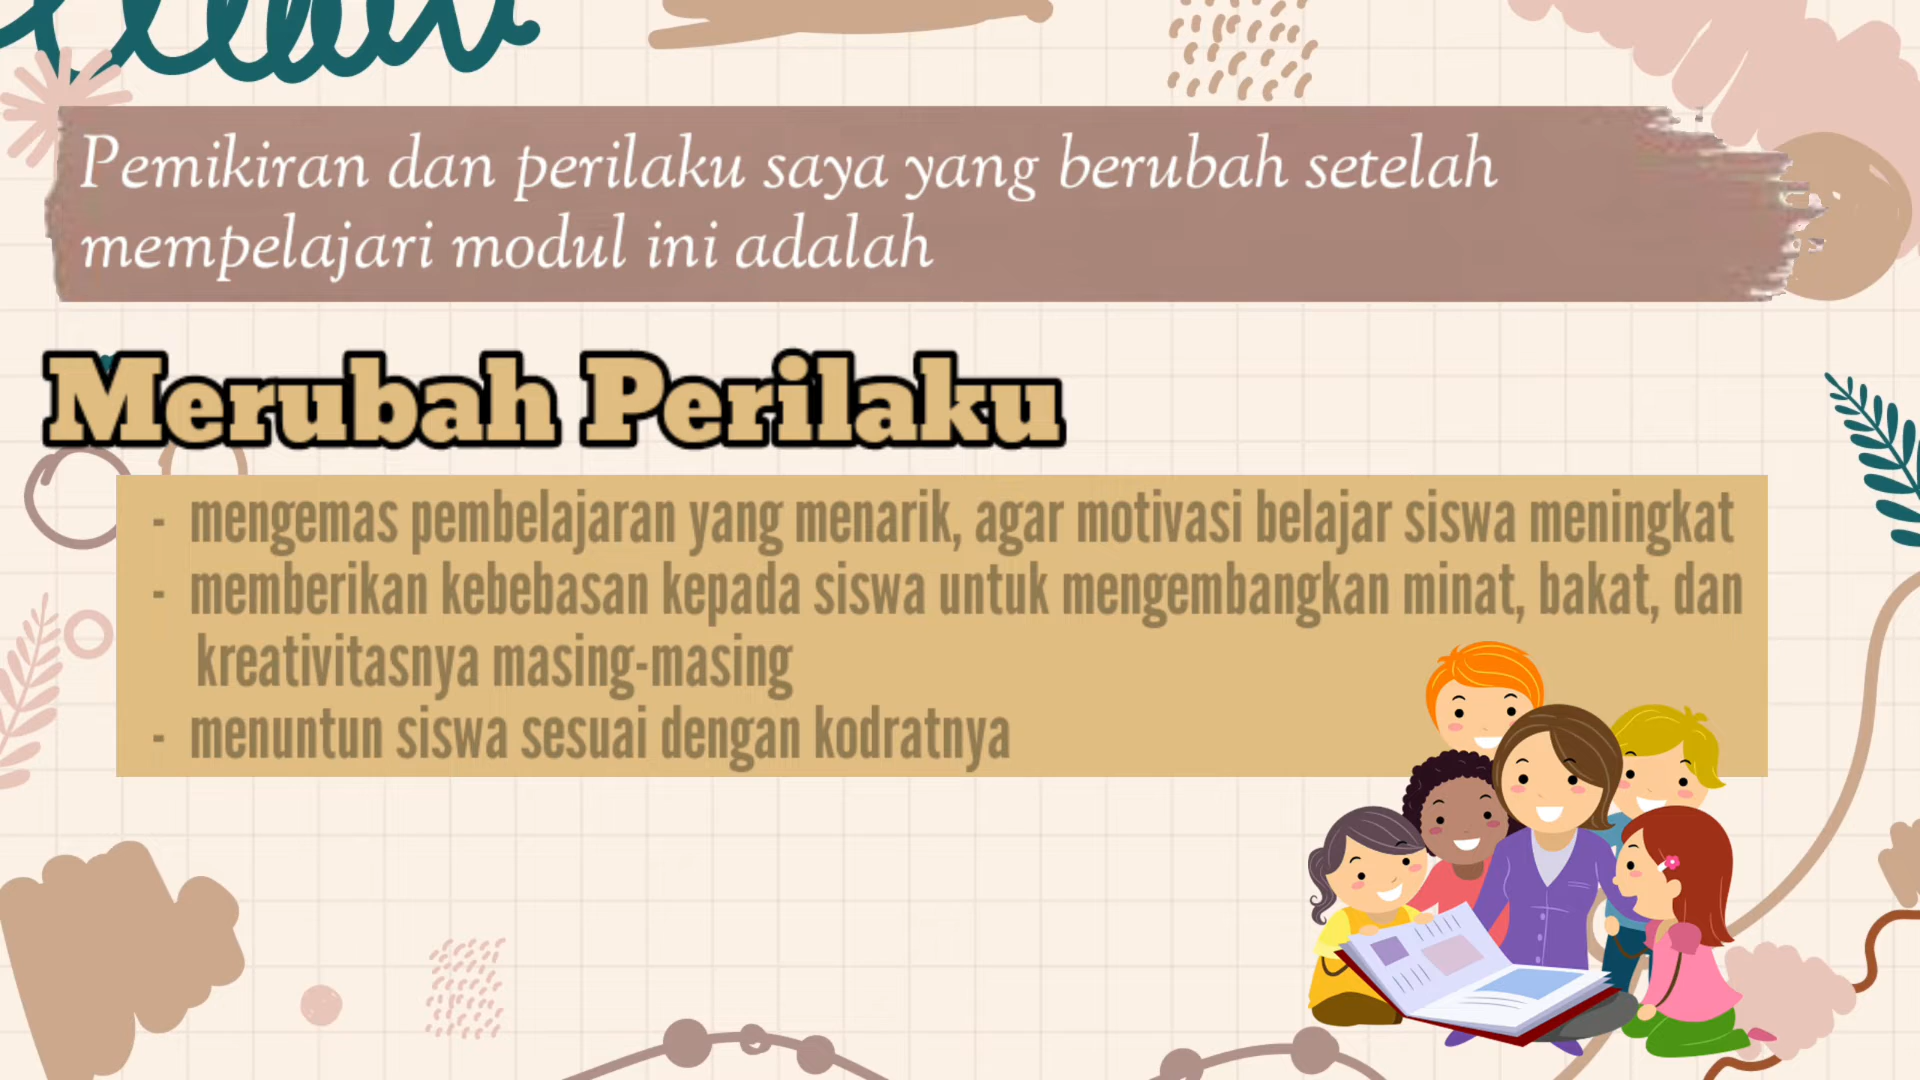 Pemikiran dan perilaku saya yang berubah setelah
mempelajari modul ini adalah
Merubah Perilaku
- mengemas pembelajaran yang menarik, agar motivasi belajar siswa meningkat
- memberikan kebebasan kepada siswa untuk mengembangkan minat, bakat, dan
kreativitasnya masing-masing
- menuntun siswa sesuai dengan kodratnya